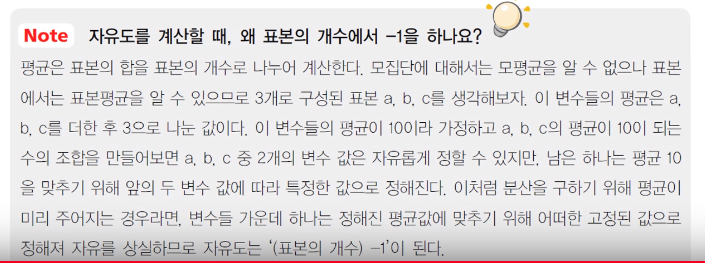 Note 자유도를 계산할 때, 왜 표본의 개수에서 -1을 하나요?
평균은 표본의 합을 표본의 개수로 나누어 계산한다. 모집단에 대해서는 모평균을 알 수 없으나 표본
에서는 표본평균을 알 수 있으므로 3개로 구성된 표본 a, b, c를 생각해보자. 이 변수들의 평균은 a,
b, c를 더한 후 3으로 나눈 값이다. 이 변수들의 평균이 10이라 가정하고 a, b, c의 평균이 10이 되는
수의 조합을 만들어보면 a, b, c 중 2개의 변수 값은 자유롭게 정할 수 있지만, 남은 하나는 평균 10
을 맞추기 위해 앞의 두 변수 값에 따라 특정한 값으로 정해진다. 이처럼 분산을 구하기 위해 평균이
미리 주어지는 경우라면, 변수들 가운데 하나는 정해진 평균값에 맞추기 위해 어떠한 고정된 값으로
정해져 자유를 상실하므로 자유도는 '(표본의 개수) -1'이 된다.